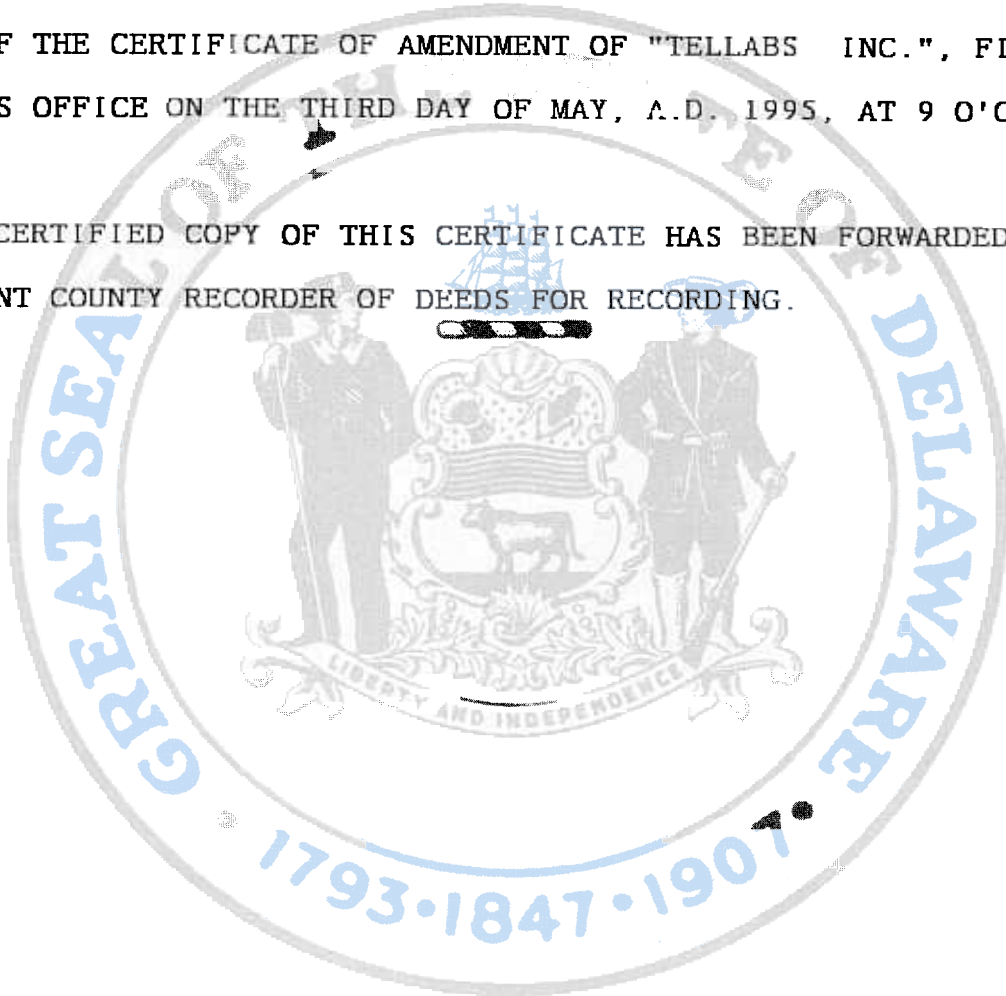 F THE CERTIFICATE OF AMENDMENT OF "TELLABS INC.", FI
S OFFICE ON THE THIRD DAY OF MAY, A.D. 1995, AT 9 O'C
CERTIFIED COPY OF THIS CERTIFICATE HAS BEEN FORWARDED
NT COUNTY RECORDER OF DEEDS FOR RECORDING.
GREAT SEAL OF TH TE OF DELAWARE
LIBERTY AND INDEPENDENCE
1793·1847·1907